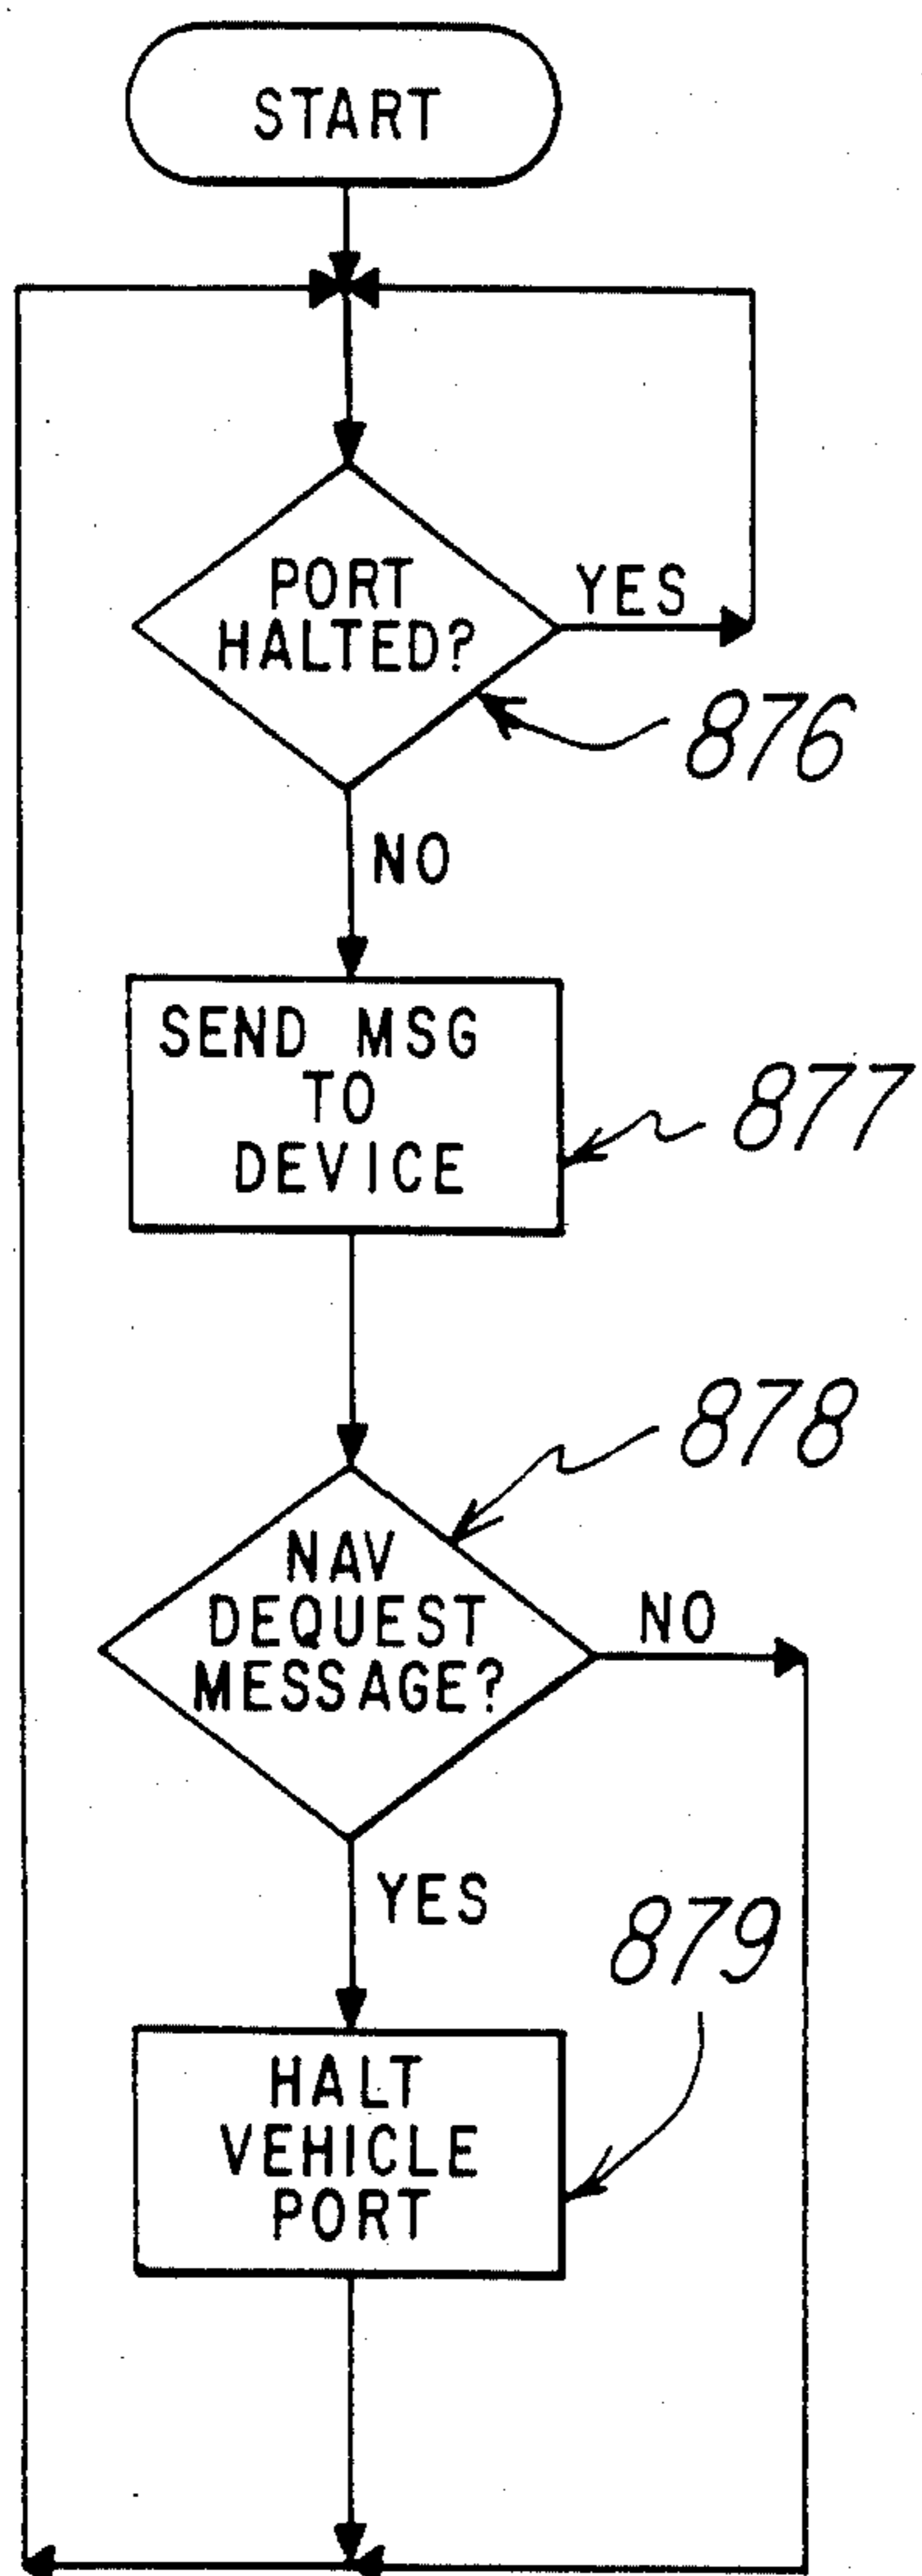 START
PORT
HALTED?
YES
876
NO
SEND MSG
TO
DEVICE
877
878
NAV
DEQUEST
MESSAGE?
NO
YES
879
HALT
VEHICLE
PORT